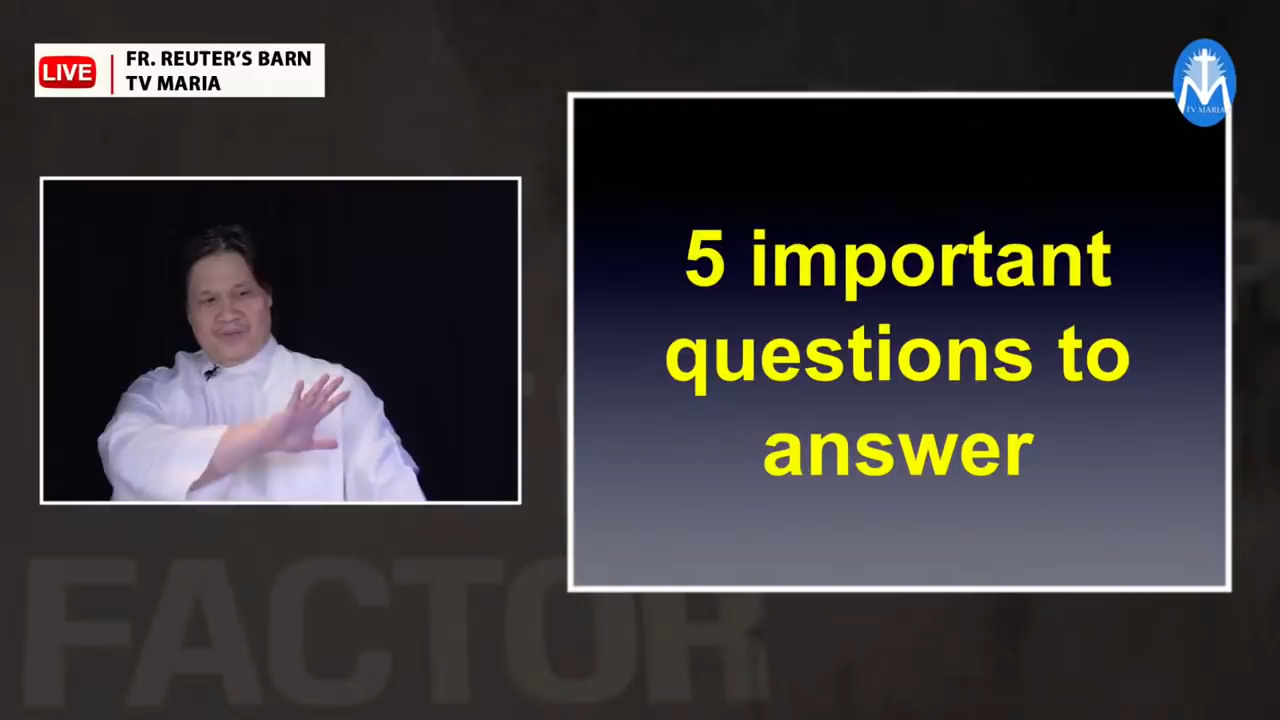 LIVE
FR. REUTER'S BARN
TV MARIA
TV MARIA
5 important
questions to
answer
FACTOR